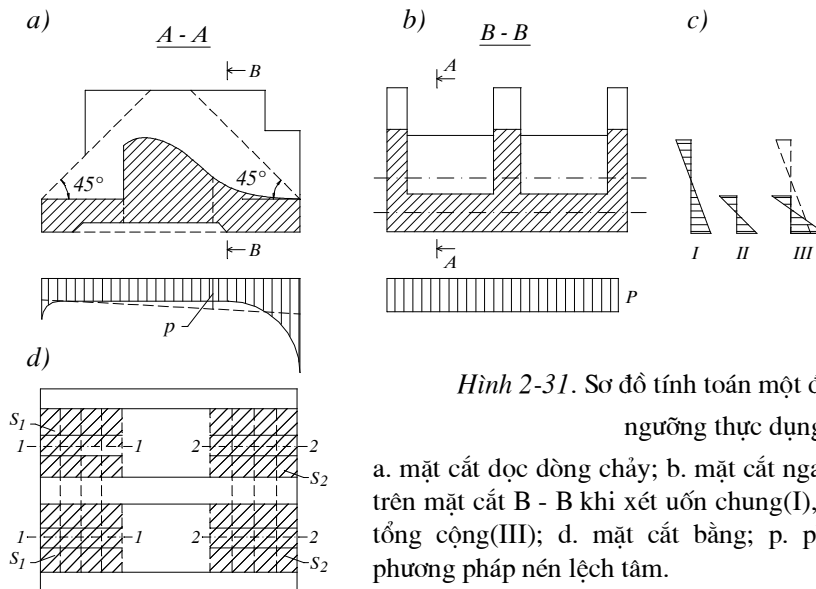 a)
A - A
b)
B - B
c)
B
A
45°
45°
B
A
I
II
III
p
P
d)
S1
1
1
2
2
S2
1
1
2
2
S1
S2
Hình 2-31. Sơ đồ tính toán một đ
ngưỡng thực dụng
a. mặt cắt dọc dòng chảy; b. mặt cắt nga
trên mặt cắt B - B khi xét uốn chung(I),
tổng cộng(III); d. mặt cắt bằng; p. p
phương pháp nén lệch tâm.